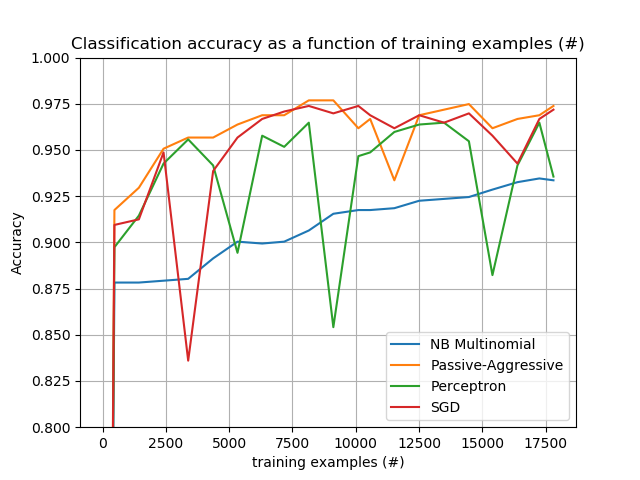 Classification accuracy as a function of training examples (#)
1.000
0.975
0.950
0.925
0.900
0.875
0.850
0.825
0.800
Accuracy
NB Multinomial
Passive-Aggressive
Perceptron
SGD
0 2500 5000 7500 10000 12500 15000 17500
training examples (#)